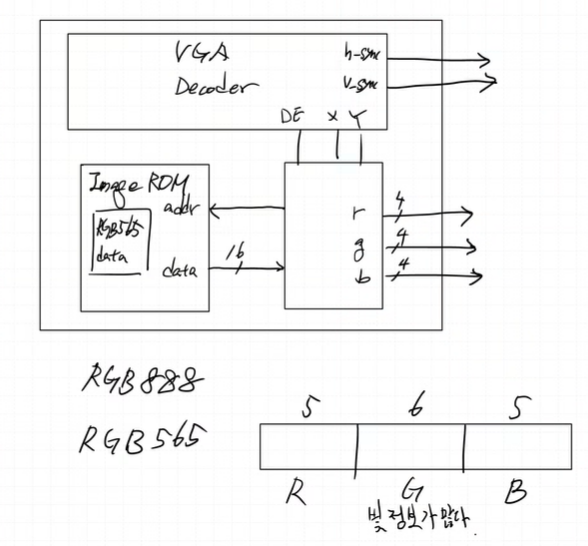 VGA
Decoder
h-sync
v-sync
DE X Y
Image ROM
RGB565
data
addr
data
16
r 4
g 4
b 4
RGB888
RGB565
5 6 5
R G B
빛 정보가 많다.